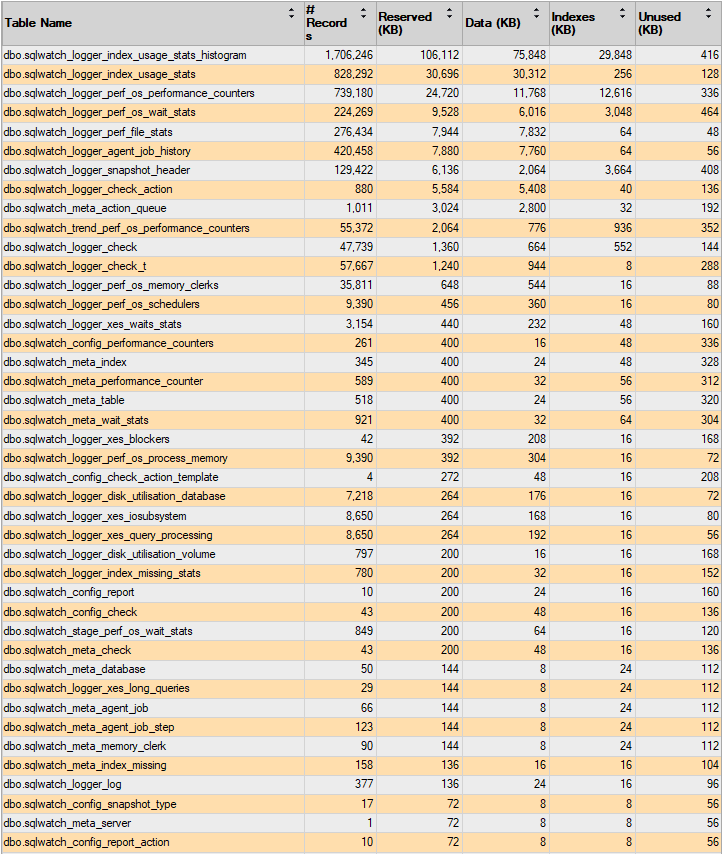 Table Name # Record s Reserved (KB) Data (KB) Indexes (KB) Unused (KB)
dbo.sqlwatch_logger_index_usage_stats_histogram 1,706,246 106,112 75,848 29,848 416
dbo.sqlwatch_logger_index_usage_stats 828,292 30,696 30,312 256 128
dbo.sqlwatch_logger_perf_os_performance_counters 739,180 24,720 11,768 12,616 336
dbo.sqlwatch_logger_perf_os_wait_stats 224,269 9,528 6,016 3,048 464
dbo.sqlwatch_logger_perf_file_stats 276,434 7,944 7,832 64 48
dbo.sqlwatch_logger_agent_job_history 420,458 7,880 7,760 64 56
dbo.sqlwatch_logger_snapshot_header 129,422 6,136 2,064 3,664 408
dbo.sqlwatch_logger_check_action 880 5,584 5,408 40 136
dbo.sqlwatch_meta_action_queue 1,011 3,024 2,800 32 192
dbo.sqlwatch_trend_perf_os_performance_counters 55,372 2,064 776 936 352
dbo.sqlwatch_logger_check 47,739 1,360 664 552 144
dbo.sqlwatch_logger_check_t 57,667 1,240 944 8 288
dbo.sqlwatch_logger_perf_os_memory_clerks 35,811 648 544 16 88
dbo.sqlwatch_logger_perf_os_schedulers 9,390 456 360 16 80
dbo.sqlwatch_logger_xes_waits_stats 3,154 440 232 48 160
dbo.sqlwatch_config_performance_counters 261 400 16 48 336
dbo.sqlwatch_meta_index 345 400 24 48 328
dbo.sqlwatch_meta_performance_counter 589 400 32 56 312
dbo.sqlwatch_meta_table 518 400 24 56 320
dbo.sqlwatch_meta_wait_stats 921 400 32 64 304
dbo.sqlwatch_logger_xes_blockers 42 392 208 16 168
dbo.sqlwatch_logger_perf_os_process_memory 9,390 392 304 16 72
dbo.sqlwatch_config_check_action_template 4 272 48 16 208
dbo.sqlwatch_logger_disk_utilisation_database 7,218 264 176 16 72
dbo.sqlwatch_logger_xes_iosubsystem 8,650 264 168 16 80
dbo.sqlwatch_logger_xes_query_processing 8,650 264 192 16 56
dbo.sqlwatch_logger_disk_utilisation_volume 797 200 16 16 168
dbo.sqlwatch_logger_index_missing_stats 780 200 32 16 152
dbo.sqlwatch_config_report 10 200 24 16 160
dbo.sqlwatch_config_check 43 200 48 16 136
dbo.sqlwatch_stage_perf_os_wait_stats 849 200 64 16 120
dbo.sqlwatch_meta_check 43 200 48 16 136
dbo.sqlwatch_meta_database 50 144 8 24 112
dbo.sqlwatch_logger_xes_long_queries 29 144 8 24 112
dbo.sqlwatch_meta_agent_job 66 144 8 24 112
dbo.sqlwatch_meta_agent_job_step 123 144 8 24 112
dbo.sqlwatch_meta_memory_clerk 90 144 8 24 112
dbo.sqlwatch_meta_index_missing 158 136 16 16 104
dbo.sqlwatch_logger_log 377 136 24 16 96
dbo.sqlwatch_config_snapshot_type 17 72 8 8 56
dbo.sqlwatch_meta_server 1 72 8 8 56
dbo.sqlwatch_config_report_action 10 72 8 8 56